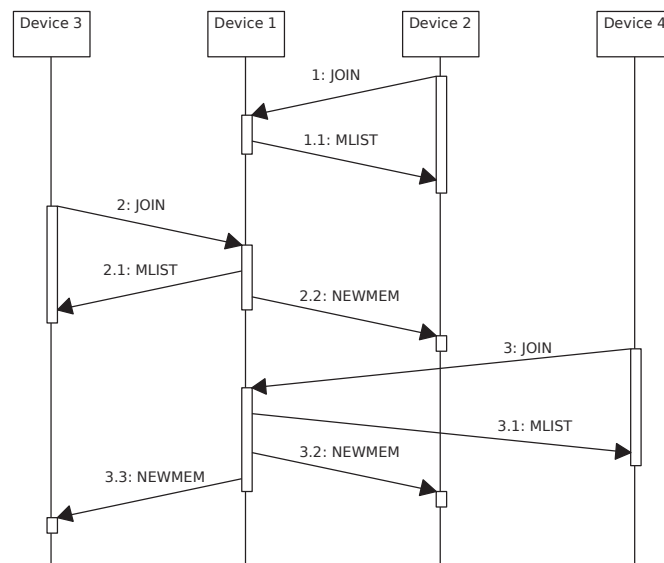 Device 3
Device 1
Device 2
Device 4
1: JOIN
1.1: MLIST
2: JOIN
2.1: MLIST
2.2: NEWMEM
3: JOIN
3.1: MLIST
3.2: NEWMEM
3.3: NEWMEM